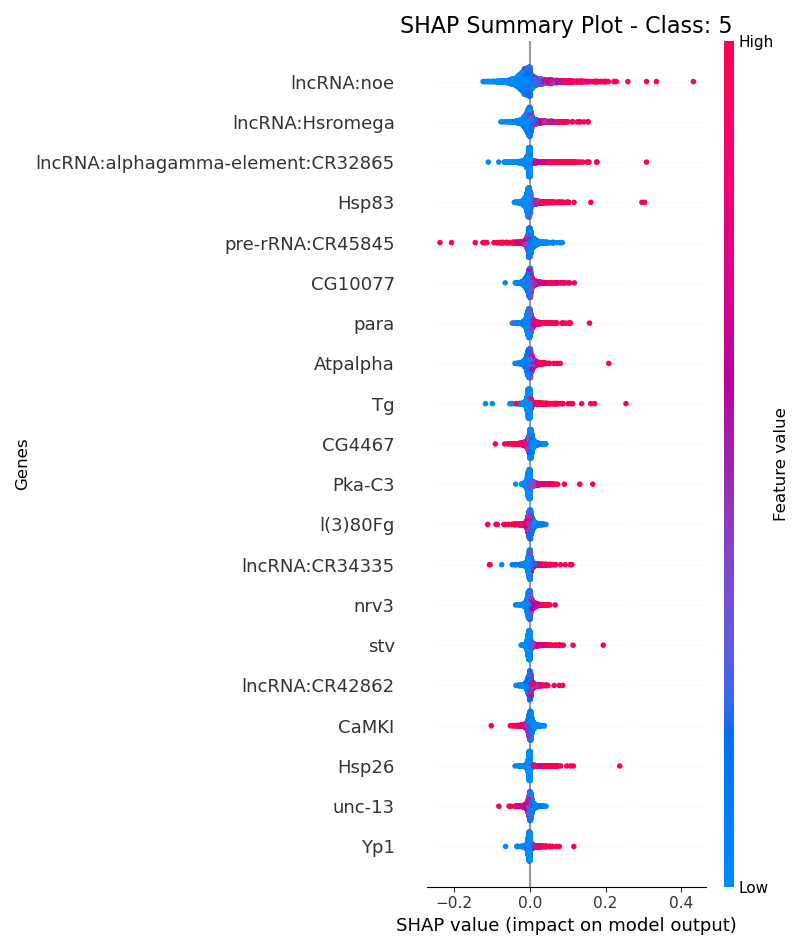 SHAP Summary Plot - Class: 5
High
lncRNA:noe
lncRNA:Hsromega
lncRNA:alphagamma-element:CR32865
Hsp83
pre-rRNA:CR45845
CG10077
para
Atpalpha
Tg
CG4467
Pka-C3
l(3)80Fg
lncRNA:CR34335
nrv3
stv
lncRNA:CR42862
CaMKI
Hsp26
unc-13
Yp1
Genes
Feature value
Low
−0.2 0.0 0.2 0.4
SHAP value (impact on model output)